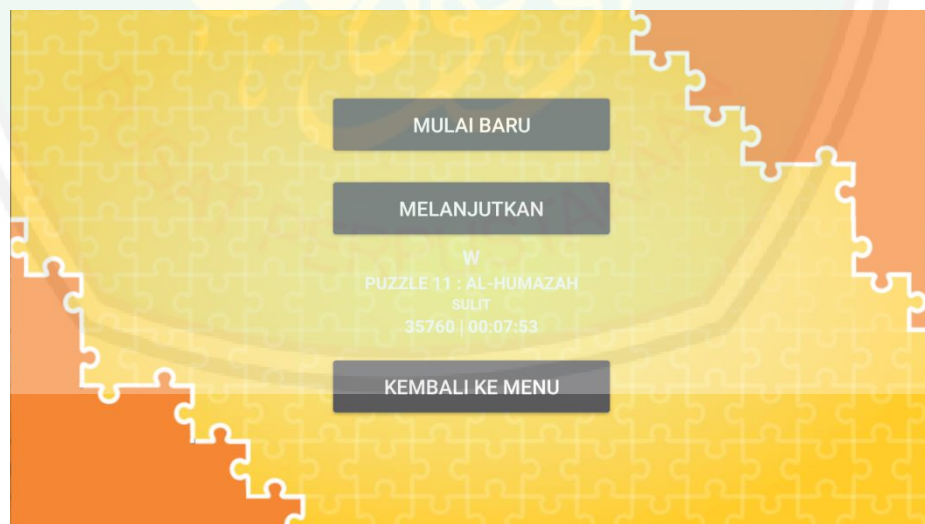 MULAI BARU
MELANJUTKAN
W
PUZZLE 11 : AL-HUMAZAH
SULIT
35760 | 00:07:53
KEMBALI KE MENU